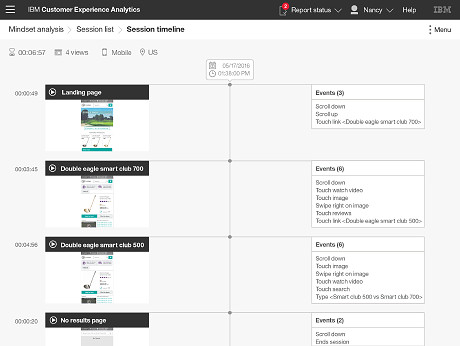 IBM Customer Experience Analytics
2
Report status
Nancy
Help
IBM
Mindset analysis
Session list
Session timeline
Menu
00:06:57
4 views
Mobile
US
05/17/2016
01:38:00 PM
00:00:49
Landing page
Events (3)
Scroll down
Scroll up
Touch link <Double eagle smart club 700>
00:03:45
Double eagle smart club 700
Events (6)
Scroll down
Touch watch video
Touch image
Swipe right on image
Touch reviews
Touch link <Double eagle smart club 500>
00:04:56
Double eagle smart club 500
Events (6)
Scroll down
Touch image
Swipe right on image
Touch watch video
Touch search
Type <Smart club 500 vs Smart club 700>
00:00:20
No results page
Events (2)
Scroll down
Ends session